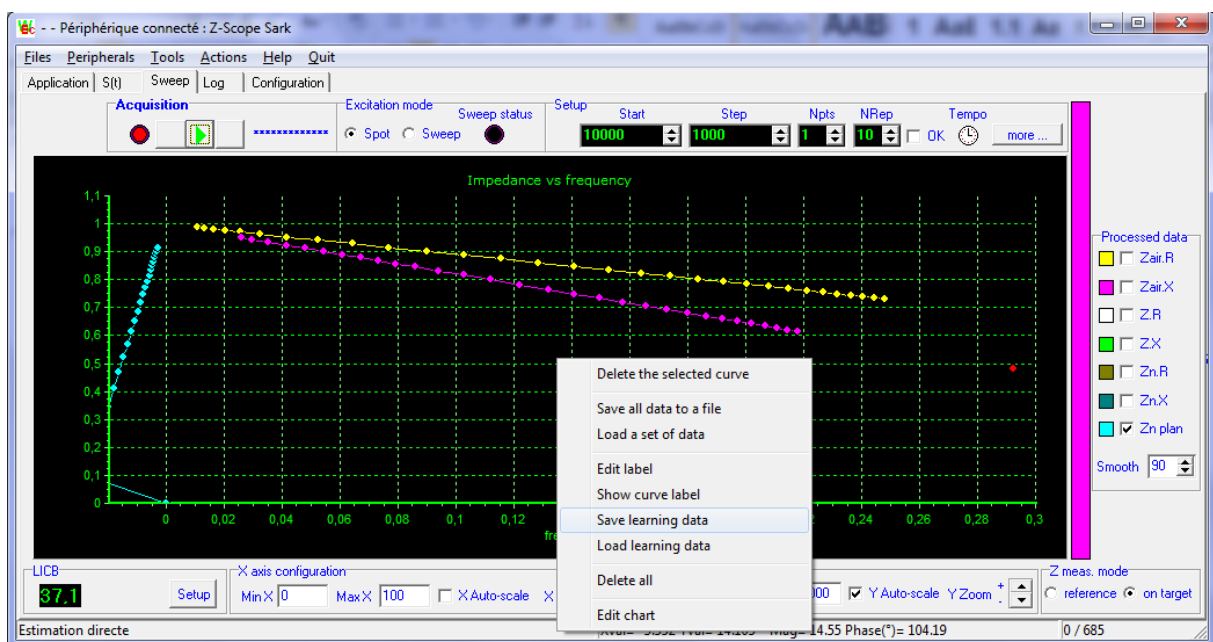 - - Périphérique connecté : Z-Scope Sark
Files Peripherals Tools Actions Help Quit
Application S(t) Sweep Log Configuration
Acquisition
*************
Excitation mode
Spot Sweep
Sweep status
Setup Start Step Npts NRep Tempo
10000 1000 1 10 OK more ...
Impedance vs frequency
1,1
1
0,9
0,8
0,7
0,6
0,5
0,4
0,3
0,2
0,1
0
0 0,02 0,04 0,06 0,08 0,1 0,12 0,24 0,26 0,28 0,3
Delete the selected curve
Save all data to a file
Load a set of data
Edit label
Show curve label
Save learning data
Load learning data
Delete all
Edit chart
Processed data
Zair.R
Zair.X
Z.R
Z.X
Zn.R
Zn.X
Zn plan
Smooth 90
LICB
37,1 Setup
X axis configuration
Min X 0 Max X 100 X Auto-scale X
Y Auto-scale Y Zoom + -
Z meas. mode
reference on target
Estimation directe
Mag= 14.55 Phase(°)= 104.19
0 / 685